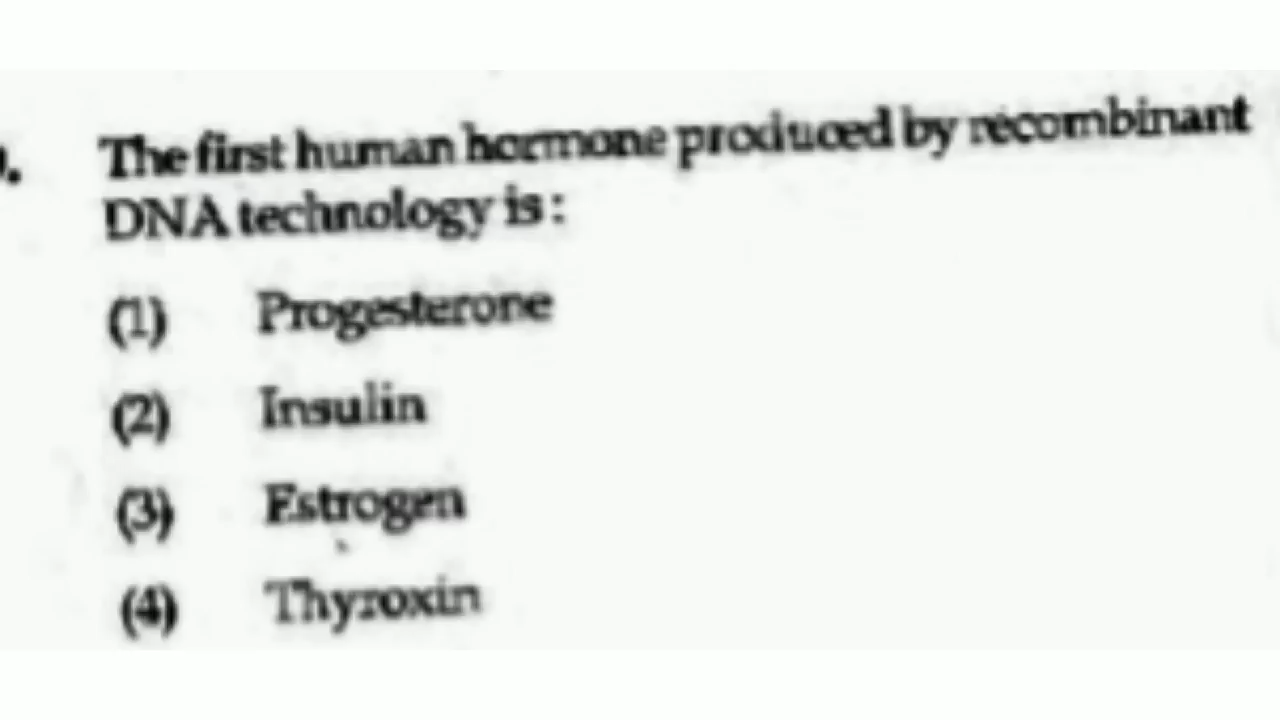 The first human hormone produced by recombinant
DNA technology is :
(1) Progesterone
(2) Insulin
(3) Estrogen
(4) Thyroxin